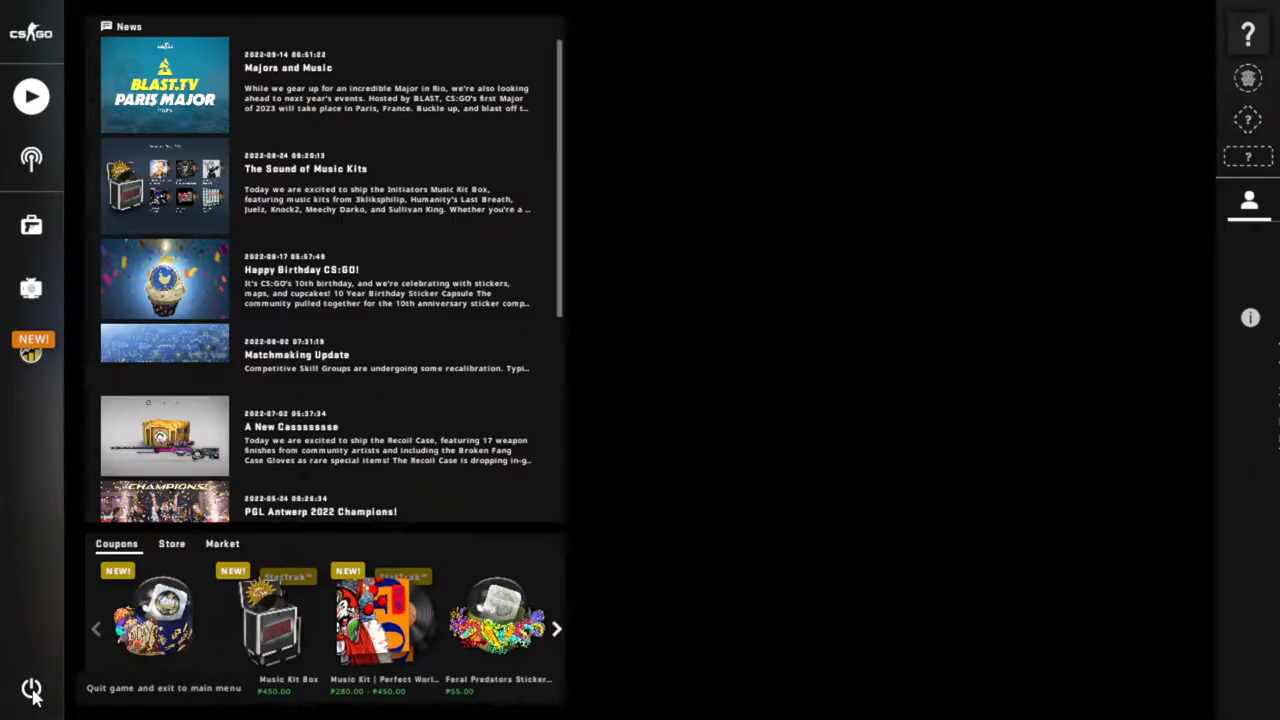 CS:GO
News
BLAST.TV
PARIS MAJOR
2022-09-14 06:51:22
Majors and Music
While we gear up for an incredible Major in Rio, we're also looking
ahead to next year's events. Hosted by BLAST, CS:GO's first Major
of 2023 will take place in Paris, France. Buckle up, and blast off t...
2022-08-24 08:20:13
The Sound of Music Kits
Today we are excited to ship the Initiators Music Kit Box,
featuring music kits from 3kliksphilip, Humanity's Last Breath,
Juelz, Knock2, Meechy Darko, and Sullivan King. Whether you're a ...
2022-08-17 05:57:49
Happy Birthday CS:GO!
It's CS:GO's 10th birthday, and we're celebrating with stickers,
maps, and cupcakes! 10 Year Birthday Sticker Capsule The
community pulled together for the 10th anniversary sticker comp...
NEW!
2022-08-02 07:31:19
Matchmaking Update
Competitive Skill Groups are undergoing some recalibration. Typi...
2022-07-02 05:37:34
A New Casssssse
Today we are excited to ship the Recoil Case, featuring 17 weapon
finishes from community artists and including the Broken Fang
Case Gloves as rare special items! The Recoil Case is dropping in-g...
CHAMPIONS!
2022-05-24 08:26:34
PGL Antwerp 2022 Champions!
Coupons Store Market
NEW! NEW! StatTrak™ NEW! StatTrak™
Quit game and exit to main menu
Music Kit Box
₱450.00
Music Kit | Perfect Worl...
₱280.00 - ₱450.00
Feral Predators Sticker...
₱55.00
?
?
?